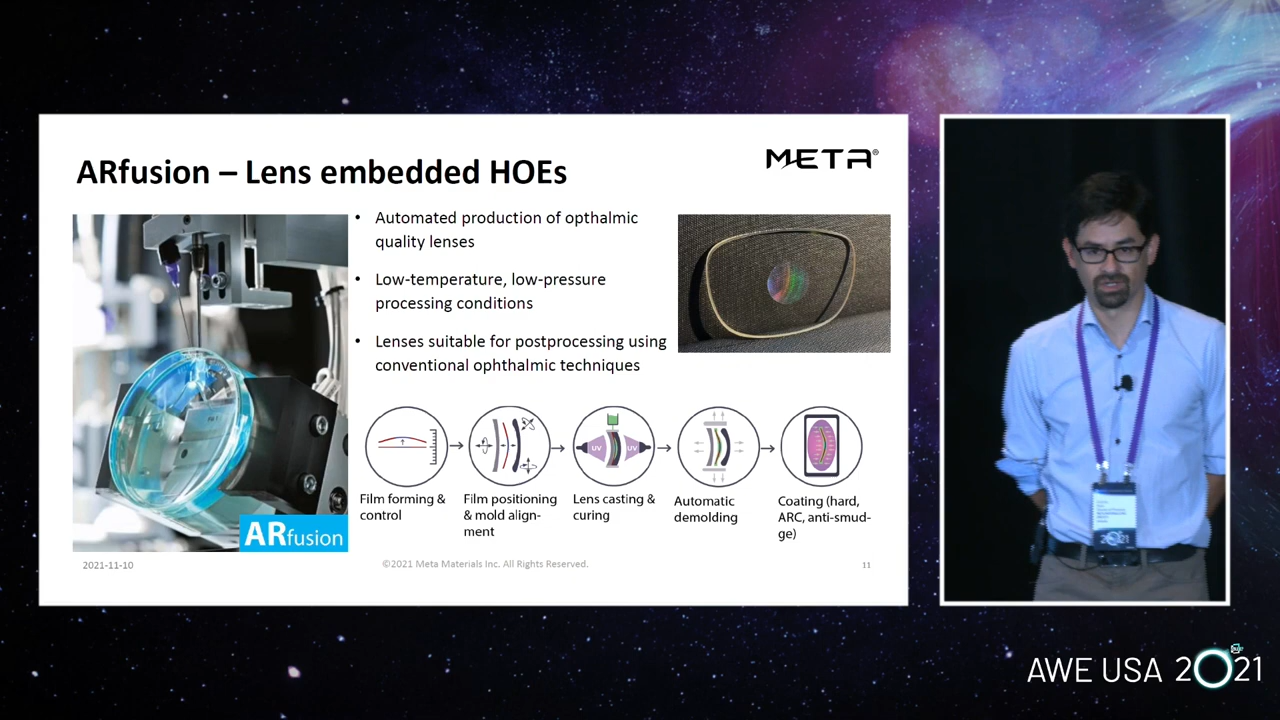 ARfusion – Lens embedded HOEs
META®
• Automated production of opthalmic
quality lenses
• Low-temperature, low-pressure
processing conditions
• Lenses suitable for postprocessing using
conventional ophthalmic techniques
ARfusion
UV UV
Film forming &
control
Film positioning
& mold align-
ment
Lens casting &
curing
Automatic
demolding
Coating (hard,
ARC, anti-smud-
ge)
2021-11-10
©2021 Meta Materials Inc. All Rights Reserved.
11
2021
AWE USA 2021